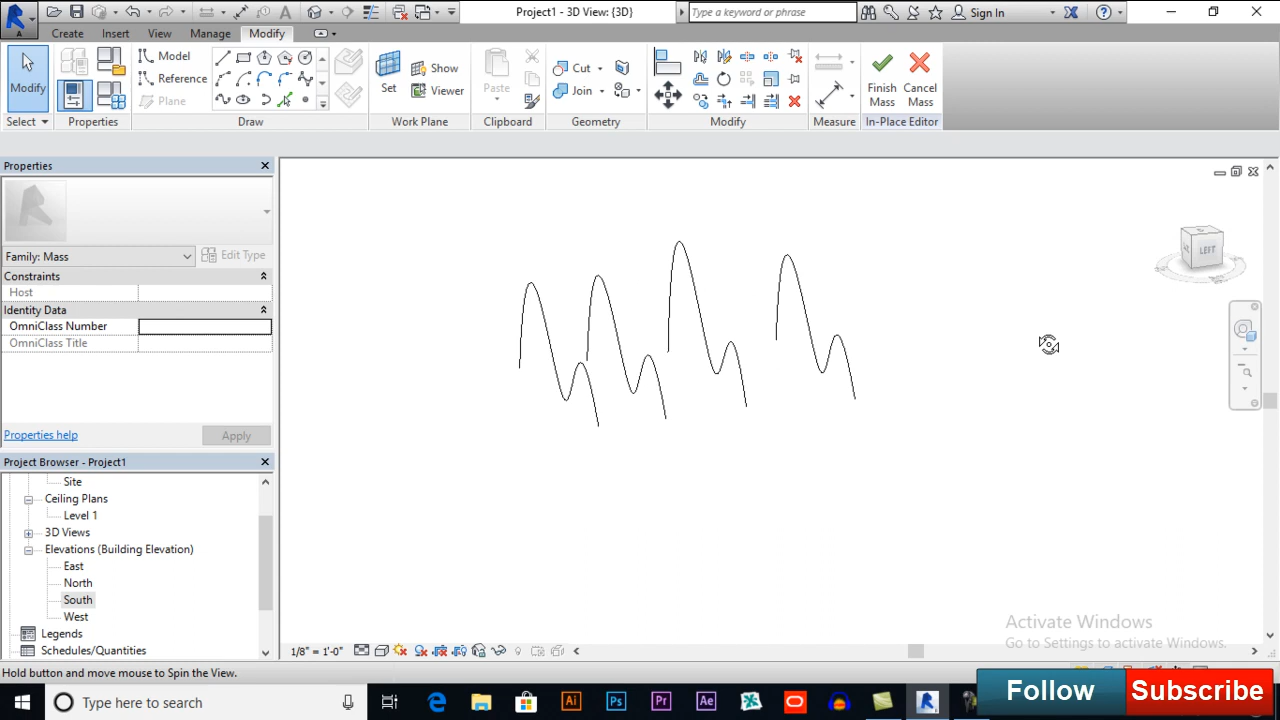 Project1 - 3D View: {3D}
Type a keyword or phrase
Sign In
A
Create
Insert
View
Manage
Modify
Modify
Select
Properties
Model
Reference
Plane
Draw
Set
Show
Viewer
Work Plane
Paste
Clipboard
Cut
Join
Geometry
Modify
Measure
Finish Mass
Cancel Mass
In-Place Editor
Properties
Family: Mass
Edit Type
Constraints
Host
Identity Data
OmniClass Number
OmniClass Title
Properties help
Apply
LEFT
Project Browser - Project1
Site
Ceiling Plans
Level 1
3D Views
Elevations (Building Elevation)
East
North
South
West
Legends
Schedules/Quantities
1/8" = 1'-0"
Activate Windows
Go to Settings to activate Windows.
Hold button and move mouse to Spin the View.
Type here to search
Follow
Subscribe